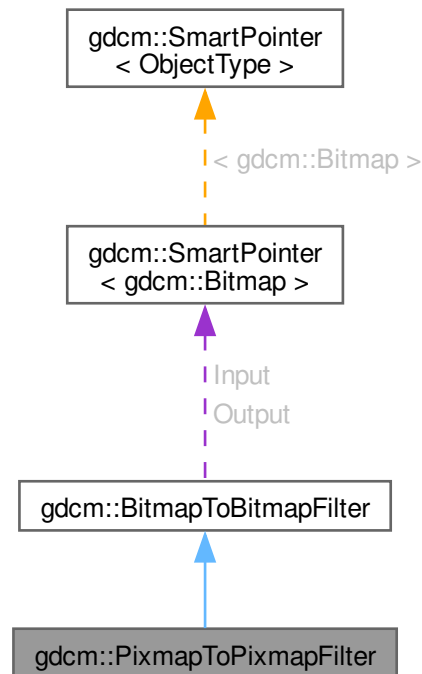 gdcm::SmartPointer
< ObjectType >
< gdcm::Bitmap >
gdcm::SmartPointer
< gdcm::Bitmap >
Input
Output
gdcm::BitmapToBitmapFilter
gdcm::PixmapToPixmapFilter